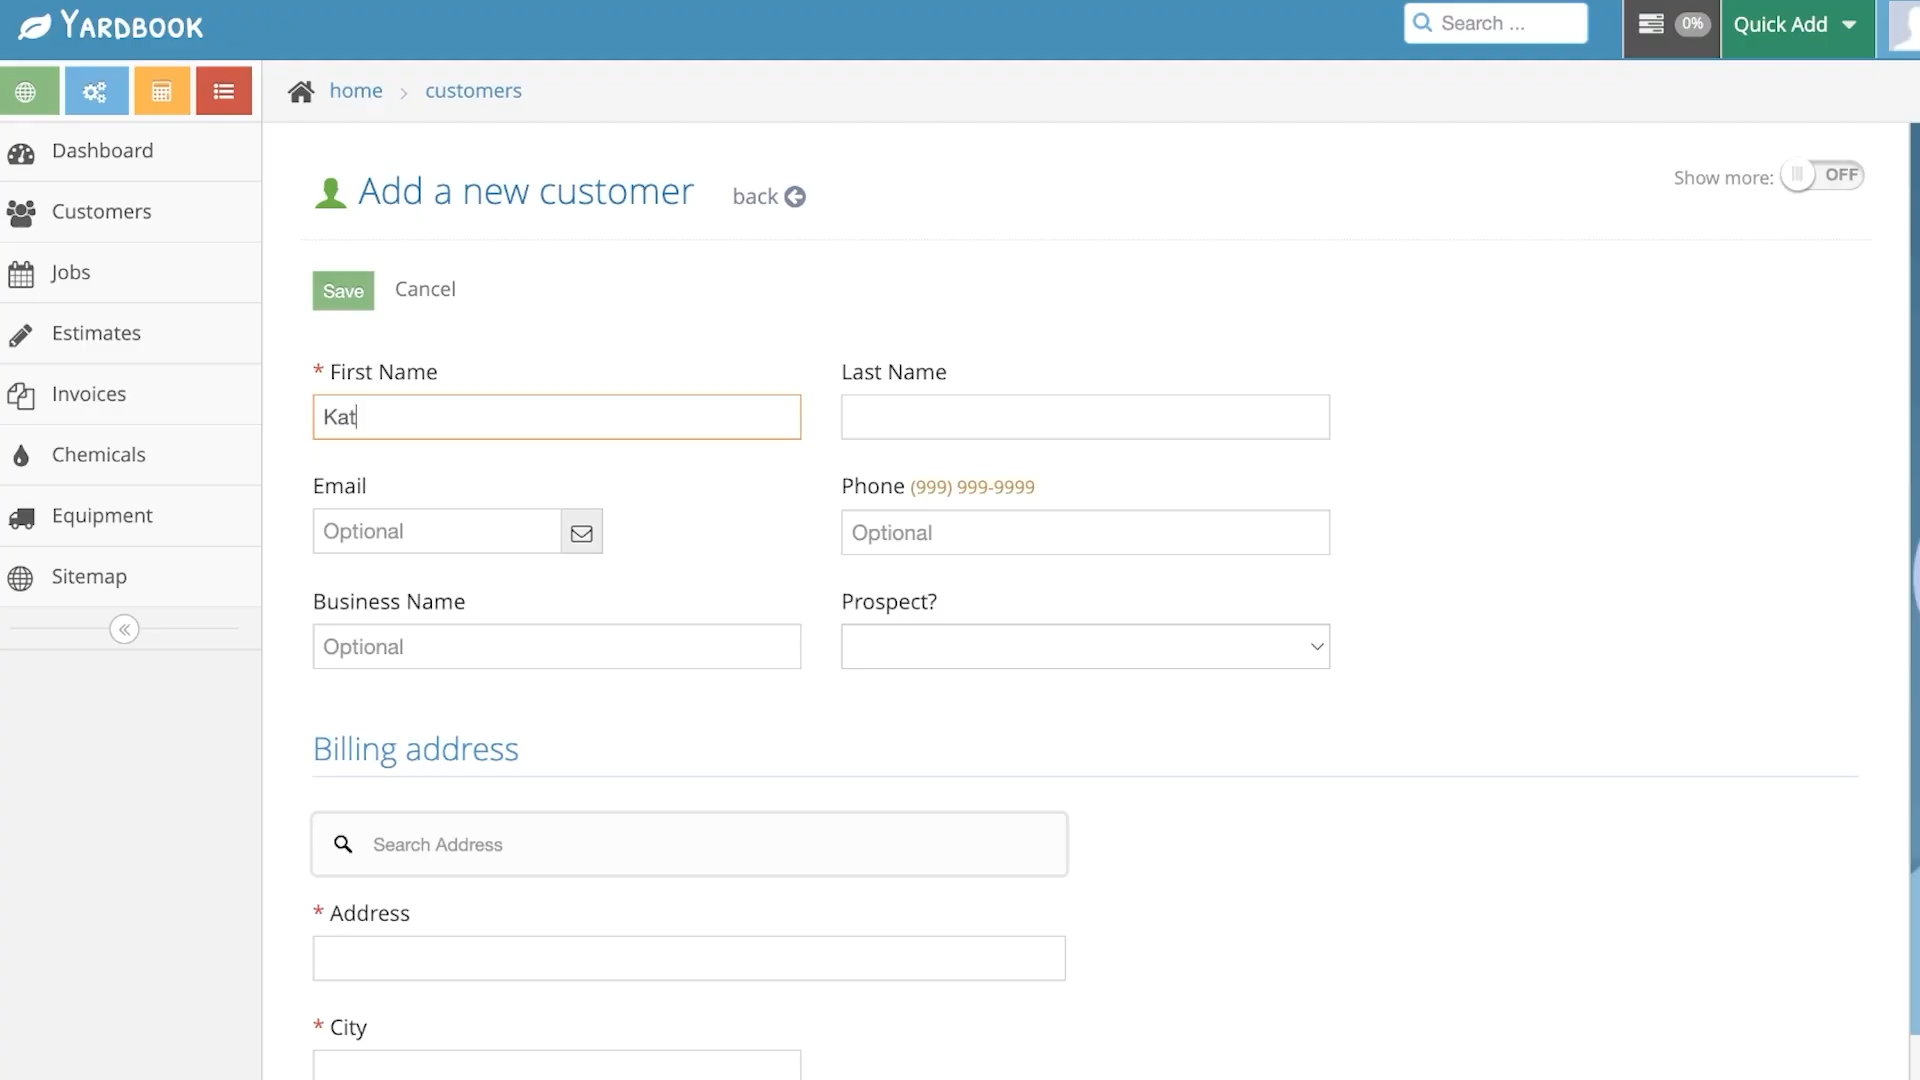 YARDBOOK
Search ...
0%
Quick Add
home
customers
Dashboard
Customers
Jobs
Estimates
Invoices
Chemicals
Equipment
Sitemap
Add a new customer
back
Show more:
OFF
Save
Cancel
* First Name
Last Name
Kat
Email
Phone (999) 999-9999
Optional
Optional
Business Name
Prospect?
Optional
Billing address
Search Address
* Address
* City